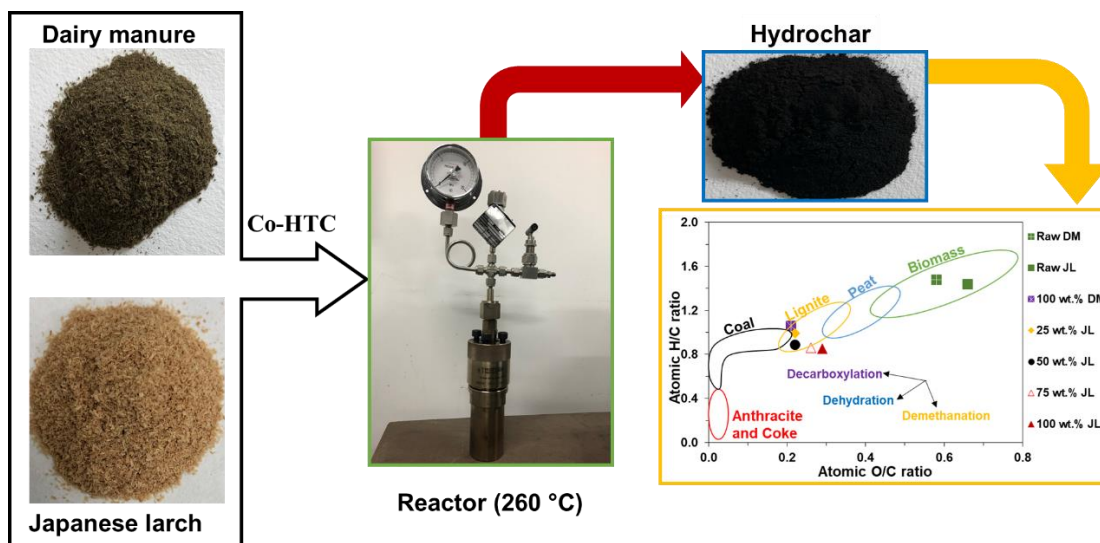 Dairy manure
Japanese larch
Co-HTC
Reactor (260 °C)
Hydrochar
Atomic H/C ratio
2.0
1.6
1.2
0.8
0.4
0.0
0.0
0.2
0.4
0.6
0.8
Atomic O/C ratio
Coal
Lignite
Peat
Biomass
Anthracite
and Coke
Decarboxylation
Dehydration
Demethanation
Raw DM
Raw JL
100 wt.% DM
25 wt.% JL
50 wt.% JL
75 wt.% JL
100 wt.% JL